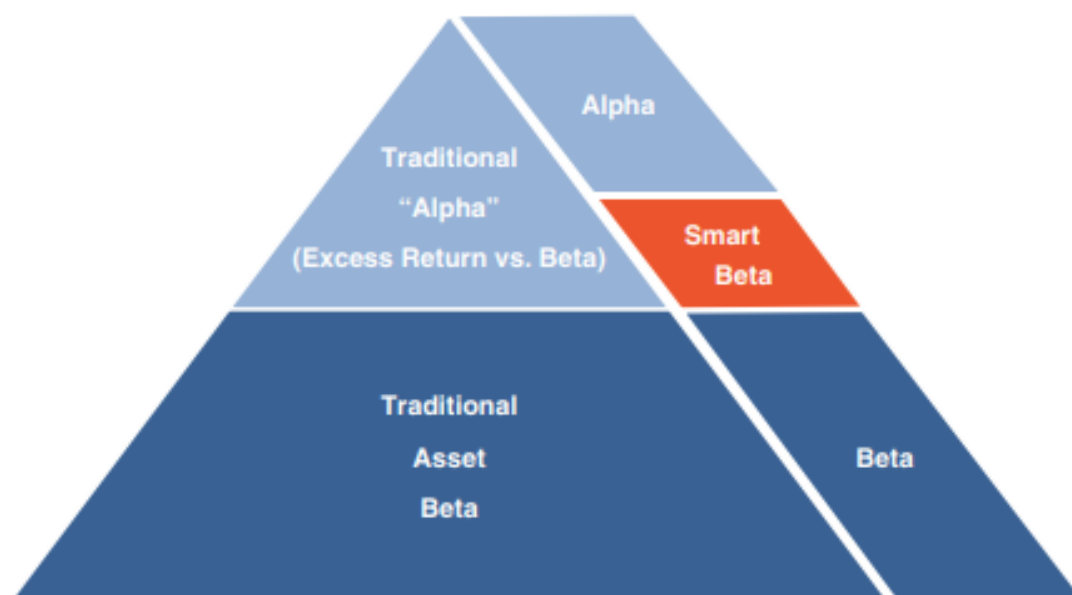 Alpha
Traditional
“Alpha”
(Excess Return vs. Beta)
Smart
Beta
Traditional
Asset
Beta
Beta